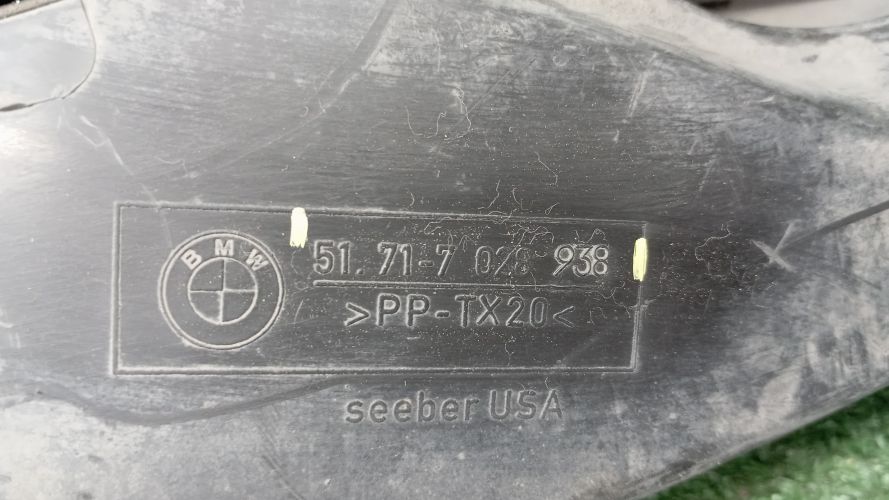 BMW
51. 71-7 028 938
>PP-TX20<
seeber USA